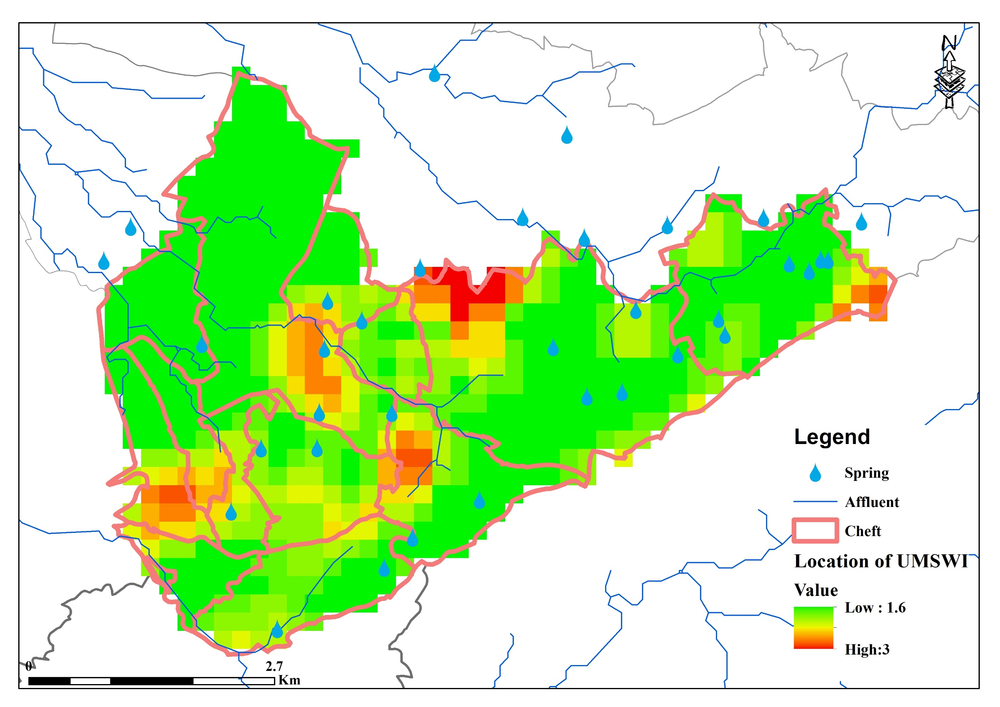 N
Legend
Spring
Affluent
Cheft
Location of UMSWI
Value
Low : 1.6
High:3
0 2.7
Km